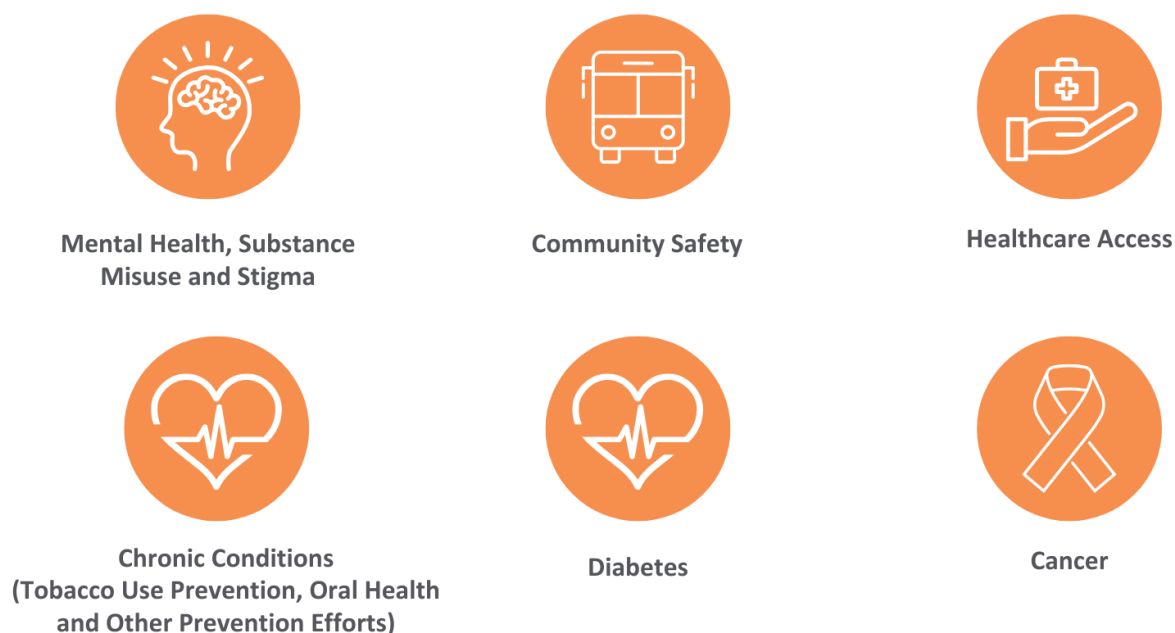 Mental Health, Substance
Misuse and Stigma
Community Safety
Healthcare Access
Chronic Conditions
(Tobacco Use Prevention, Oral Health
and Other Prevention Efforts)
Diabetes
Cancer